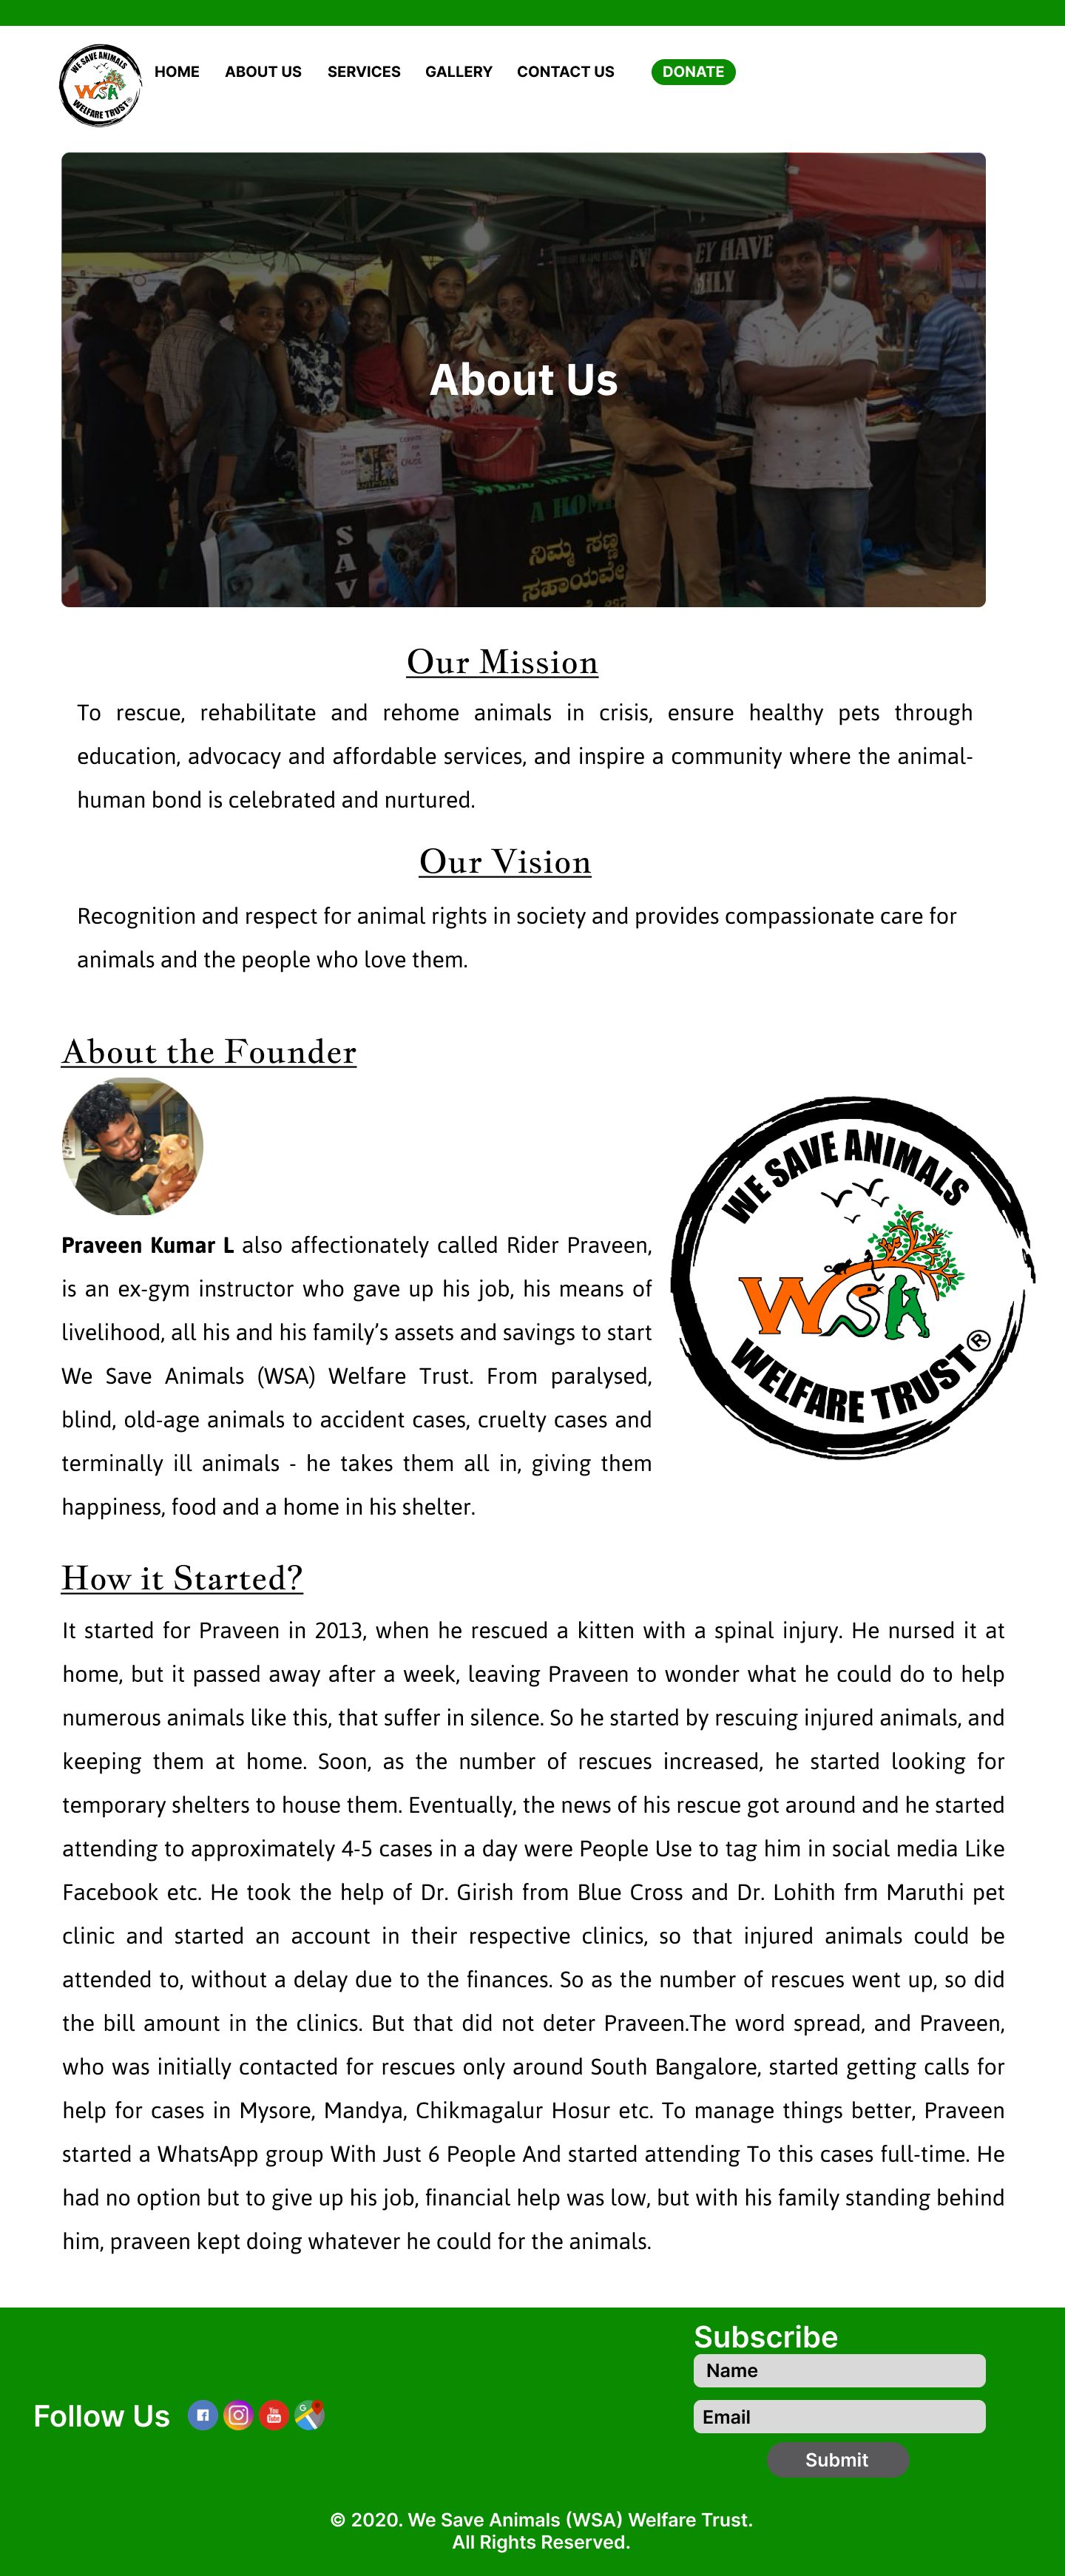 WE SAVE ANIMALS
WSA
WELFARE TRUST®
HOME ABOUT US SERVICES GALLERY CONTACT US DONATE
EY HAVE
About Us
A HOM
SAV
ನಿಮ್ಮ ಸಣ್ಣ
ಸಹಾಯವೇ
Our Mission
To rescue, rehabilitate and rehome animals in crisis, ensure healthy pets through
education, advocacy and affordable services, and inspire a community where the animal-
human bond is celebrated and nurtured.
Our Vision
Recognition and respect for animal rights in society and provides compassionate care for
animals and the people who love them.
About the Founder
Praveen Kumar L also affectionately called Rider Praveen,
is an ex-gym instructor who gave up his job, his means of
livelihood, all his and his family’s assets and savings to start
We Save Animals (WSA) Welfare Trust. From paralysed,
blind, old-age animals to accident cases, cruelty cases and
terminally ill animals - he takes them all in, giving them
happiness, food and a home in his shelter.
WE SAVE ANIMALS
WSA
WELFARE TRUST®
How it Started?
It started for Praveen in 2013, when he rescued a kitten with a spinal injury. He nursed it at
home, but it passed away after a week, leaving Praveen to wonder what he could do to help
numerous animals like this, that suffer in silence. So he started by rescuing injured animals, and
keeping them at home. Soon, as the number of rescues increased, he started looking for
temporary shelters to house them. Eventually, the news of his rescue got around and he started
attending to approximately 4-5 cases in a day were People Use to tag him in social media Like
Facebook etc. He took the help of Dr. Girish from Blue Cross and Dr. Lohith frm Maruthi pet
clinic and started an account in their respective clinics, so that injured animals could be
attended to, without a delay due to the finances. So as the number of rescues went up, so did
the bill amount in the clinics. But that did not deter Praveen.The word spread, and Praveen,
who was initially contacted for rescues only around South Bangalore, started getting calls for
help for cases in Mysore, Mandya, Chikmagalur Hosur etc. To manage things better, Praveen
started a WhatsApp group With Just 6 People And started attending To this cases full-time. He
had no option but to give up his job, financial help was low, but with his family standing behind
him, praveen kept doing whatever he could for the animals.
Subscribe
Name
Follow Us
You Tube
G
Email
Submit
© 2020. We Save Animals (WSA) Welfare Trust.
All Rights Reserved.